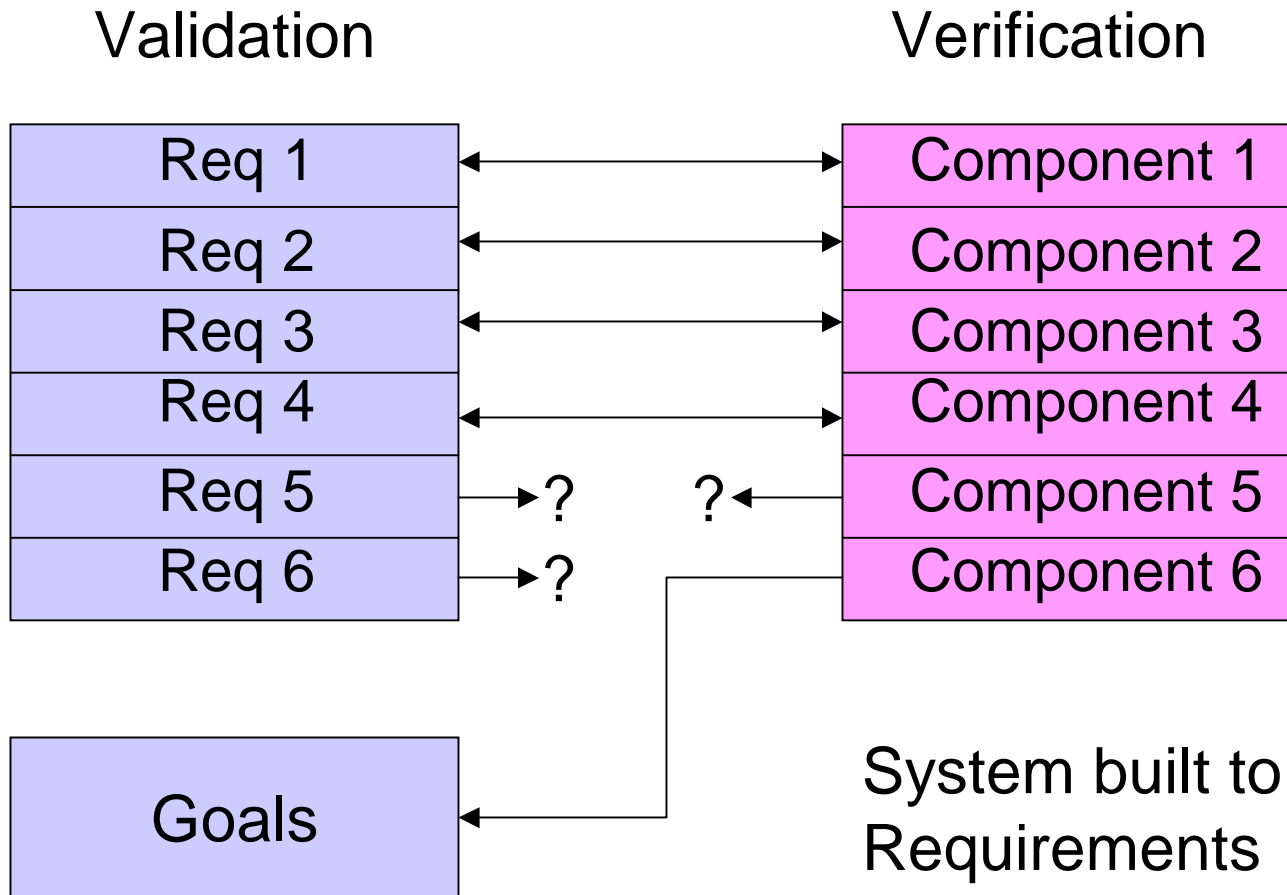 Validation
Verification
Req 1
Component 1
Req 2
Component 2
Req 3
Component 3
Req 4
Component 4
Req 5
?
?
Component 5
Req 6
?
Component 6
Goals
System built to
Requirements